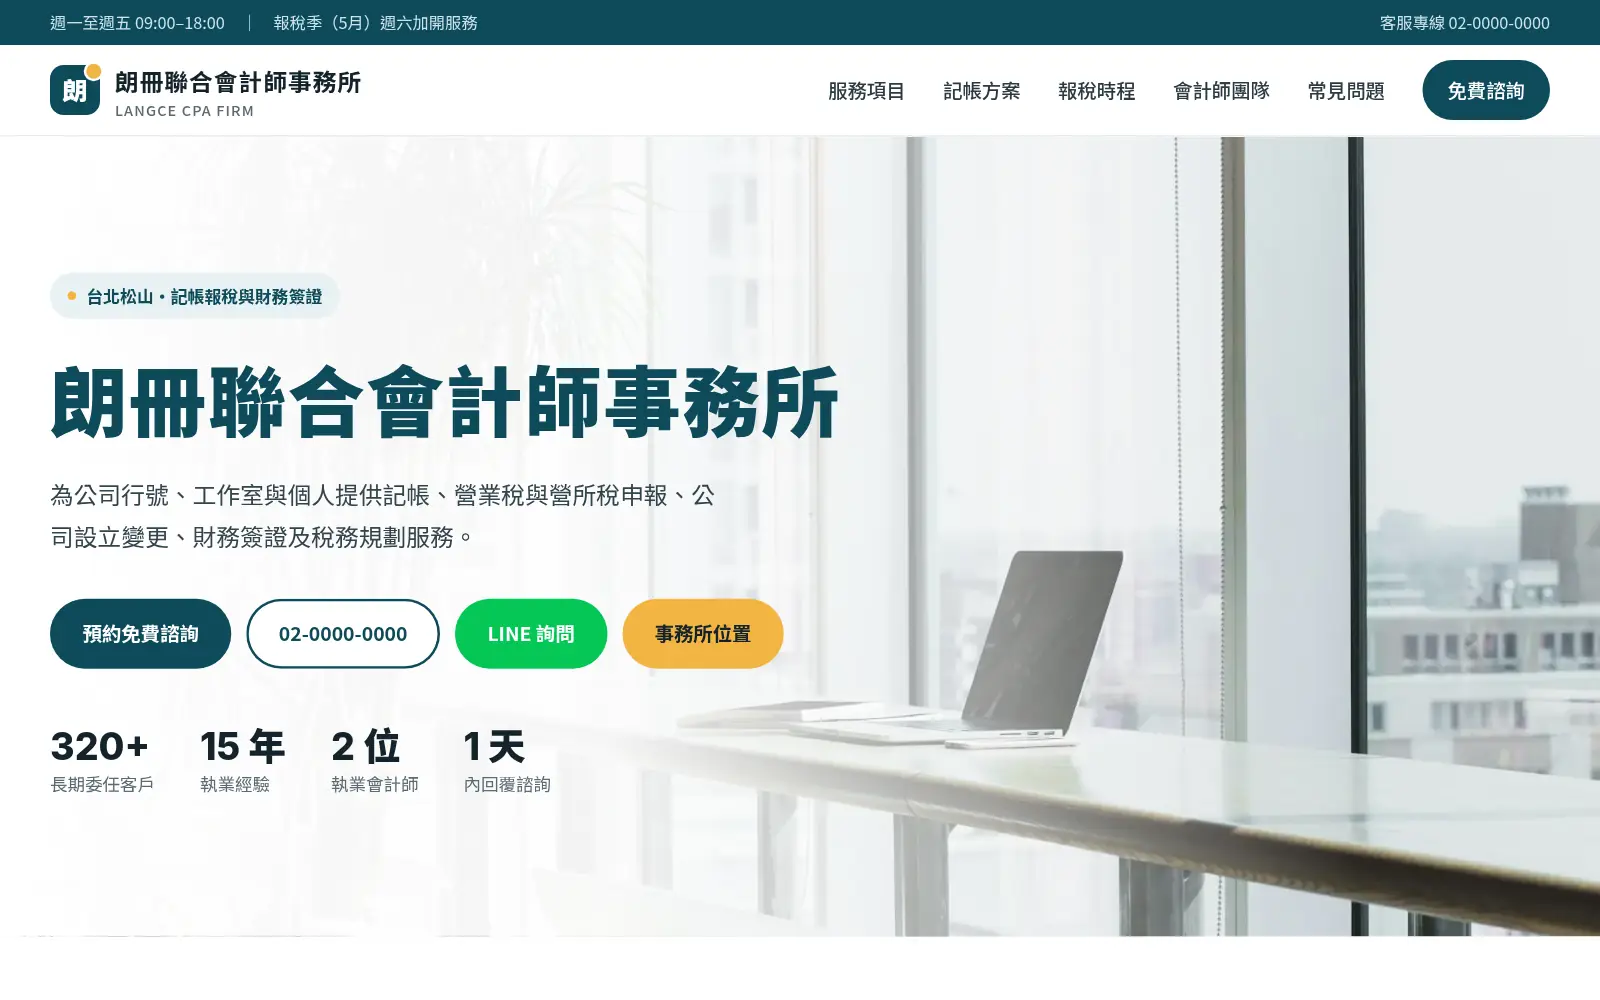 週一至週五 09:00–18:00 ｜ 報稅季（5月）週六加開服務
客服專線 02-0000-0000
朗
朗冊聯合會計師事務所
LANGCE CPA FIRM
服務項目 記帳方案 報稅時程 會計師團隊 常見問題 免費諮詢
台北松山・記帳報稅與財務簽證
朗冊聯合會計師事務所
為公司行號、工作室與個人提供記帳、營業稅與營所稅申報、公
司設立變更、財務簽證及稅務規劃服務。
預約免費諮詢 02-0000-0000 LINE 詢問 事務所位置
320+ 15 年 2 位 1 天
長期委任客戶 執業經驗 執業會計師 內回覆諮詢